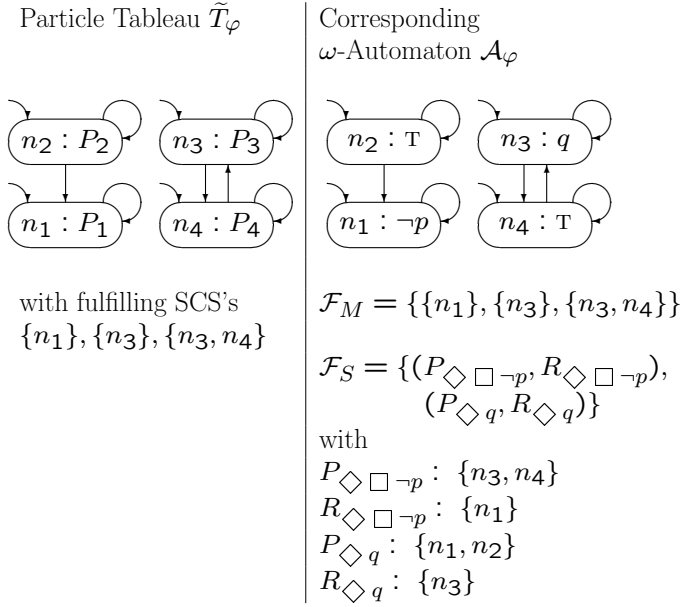 Particle Tableau T̃_φ
n₂ : P₂
n₃ : P₃
n₁ : P₁
n₄ : P₄
with fulfilling SCS's
{n₁}, {n₃}, {n₃, n₄}
Corresponding
ω-Automaton 𝒜_φ
n₂ : T
n₃ : q
n₁ : ¬p
n₄ : T
ℱ_M = {{n₁}, {n₃}, {n₃, n₄}}
ℱ_S = {(P_◇□¬p, R_◇□¬p),
(P_◇q, R_◇q)}
with
P_◇□¬p : {n₃, n₄}
R_◇□¬p : {n₁}
P_◇q : {n₁, n₂}
R_◇q : {n₃}